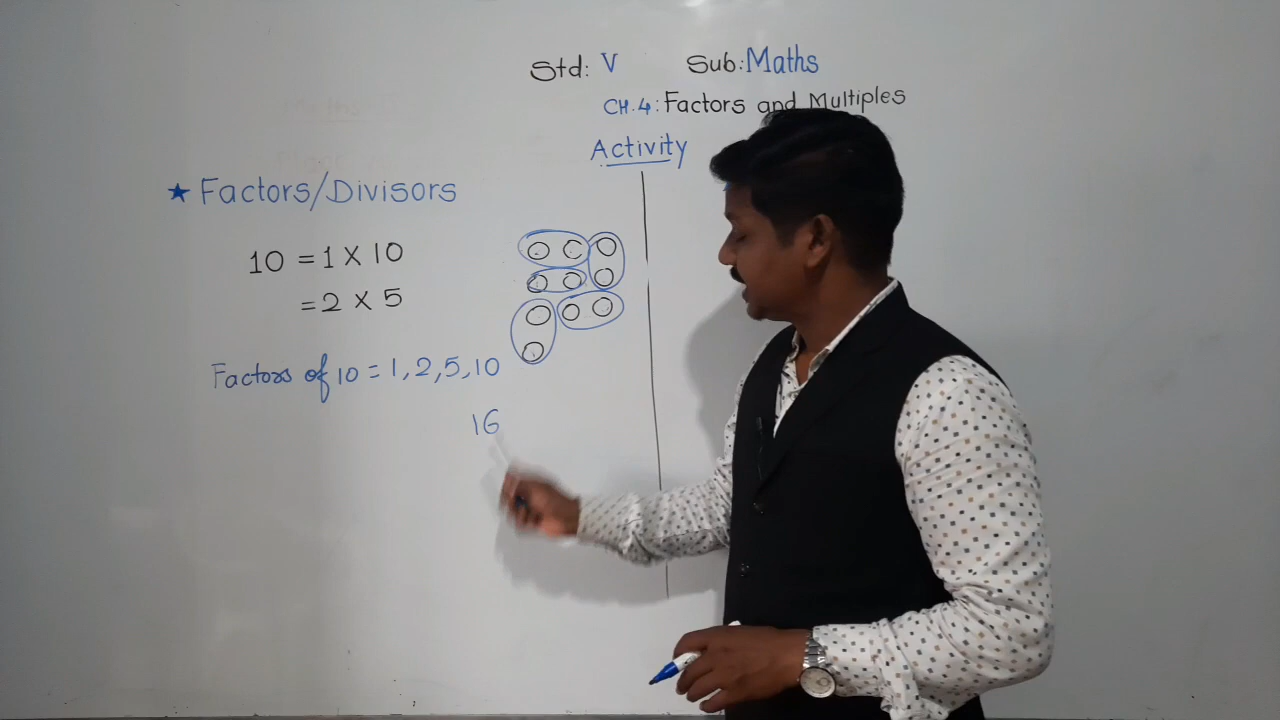 Std: V Sub: Maths
CH.4: Factors and Multiples
Activity
★ Factors/Divisors
10 = 1 X 10
= 2 X 5
Factors of 10 = 1, 2, 5, 10
16